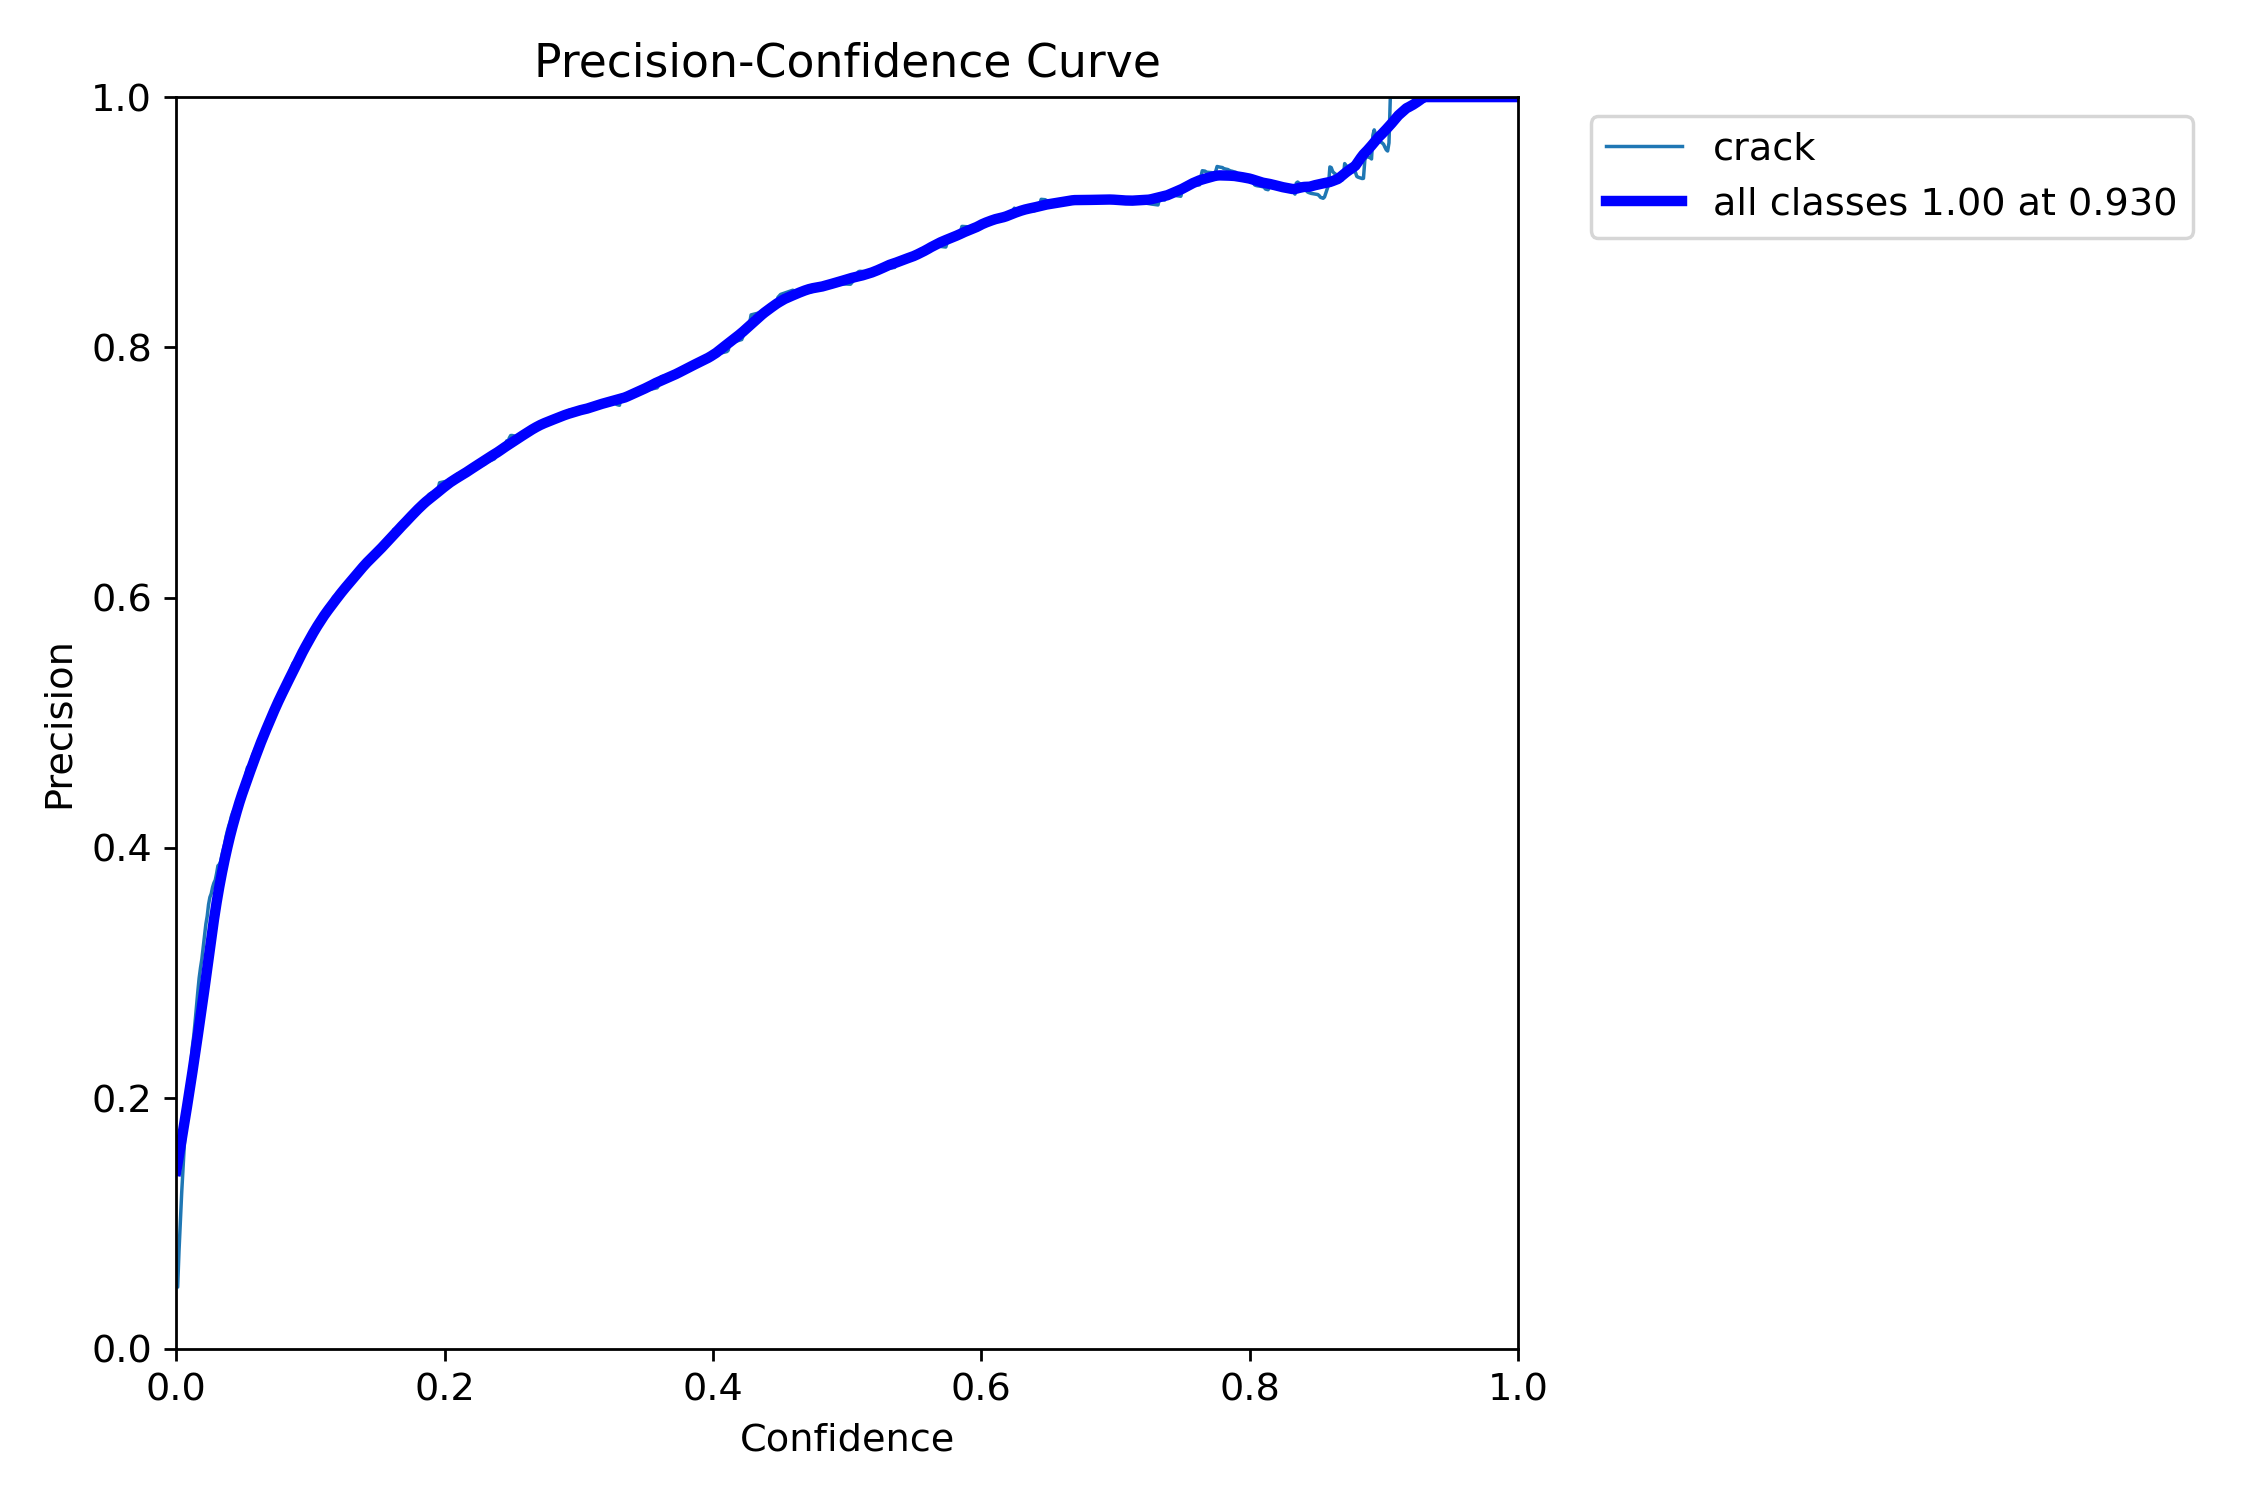 Precision-Confidence Curve
1.0
0.8
0.6
0.4
0.2
0.0
Precision
0.0 0.2 0.4 0.6 0.8 1.0
Confidence
crack
all classes 1.00 at 0.930